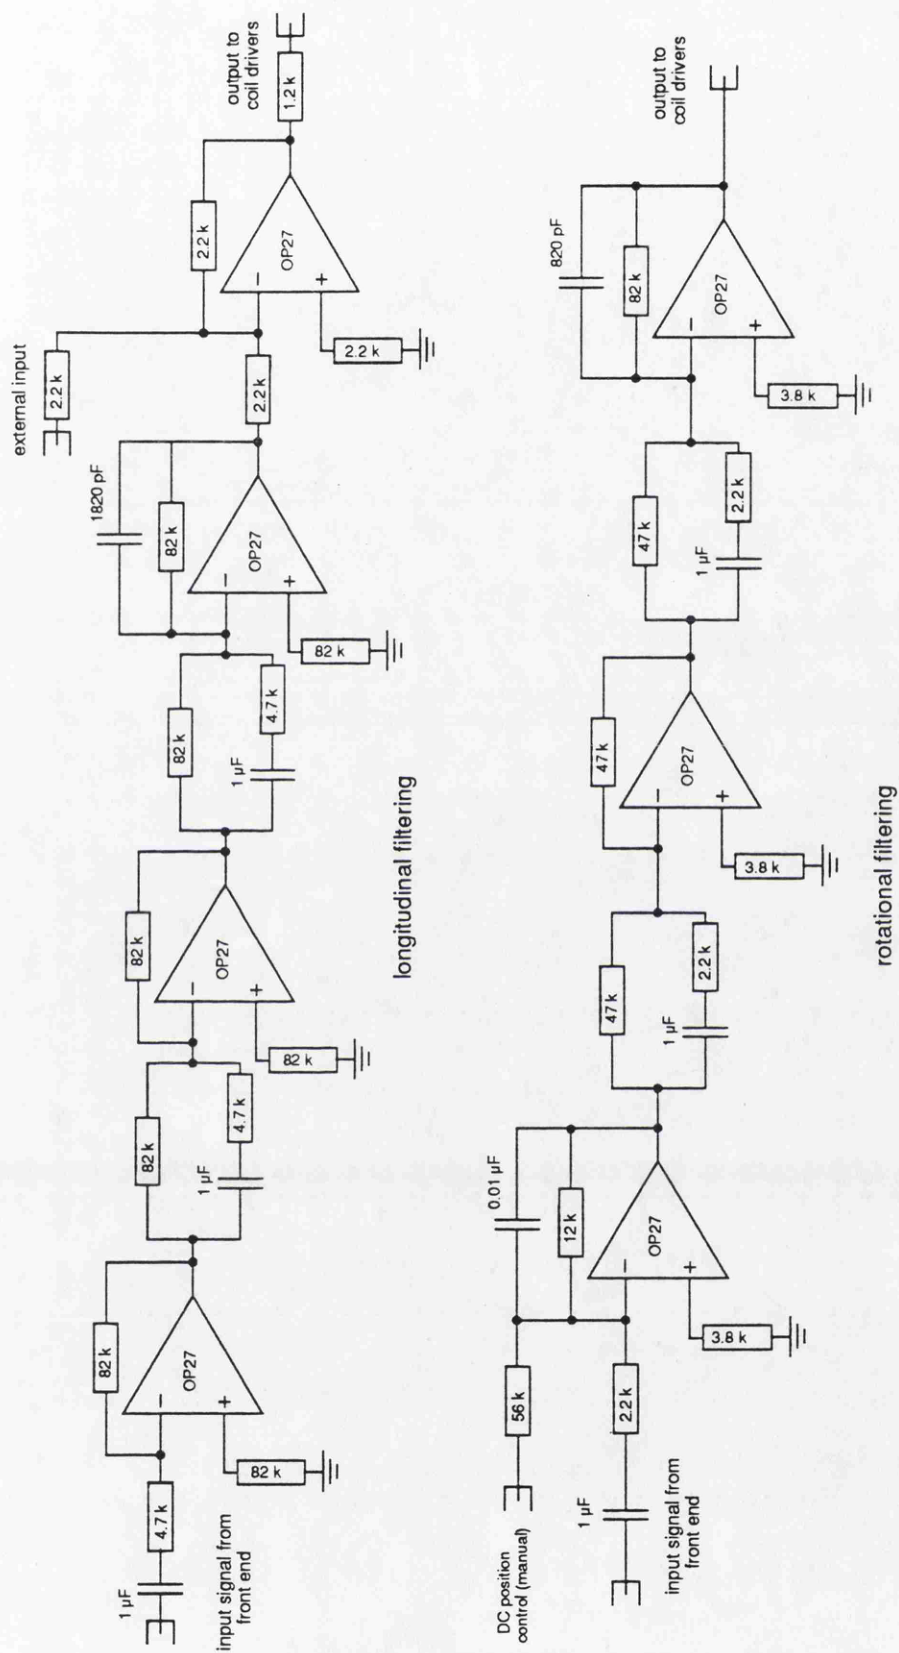 input signal from
front end
1 µF
4.7 k
82 k
OP27
−
+
82 k
82 k
1 µF
4.7 k
82 k
OP27
−
+
82 k
82 k
1 µF
4.7 k
1820 pF
82 k
OP27
−
+
82 k
external input
2.2 k
2.2 k
2.2 k
OP27
−
+
2.2 k
output to
coil drivers
1.2 k
longitudinal filtering
DC position
control (manual)
56 k
input signal from
front end
1 µF
2.2 k
0.01 µF
12 k
OP27
−
+
3.8 k
47 k
1 µF
2.2 k
47 k
OP27
−
+
3.8 k
47 k
1 µF
2.2 k
820 pF
82 k
OP27
−
+
3.8 k
output to
coil drivers
rotational filtering